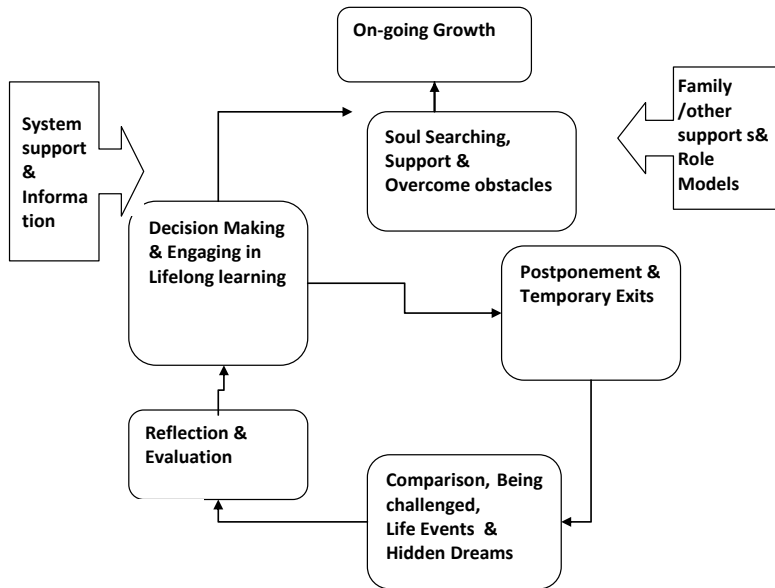 On-going Growth
System
support
&
Informa
tion
Soul Searching,
Support &
Overcome obstacles
Family
/other
support s&
Role
Models
Decision Making
& Engaging in
Lifelong learning
Postponement &
Temporary Exits
Reflection &
Evaluation
Comparison, Being
challenged,
Life Events &
Hidden Dreams